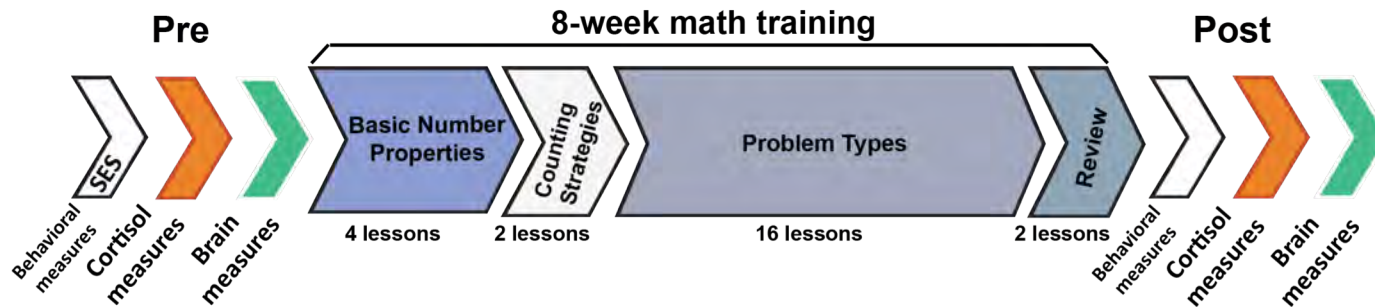 Pre
8-week math training
Post
SES
Behavioral
measures
Cortisol
measures
Brain
measures
Basic Number
Properties
4 lessons
Counting
Strategies
2 lessons
Problem Types
16 lessons
Review
2 lessons
Behavioral
measures
Cortisol
measures
Brain
measures